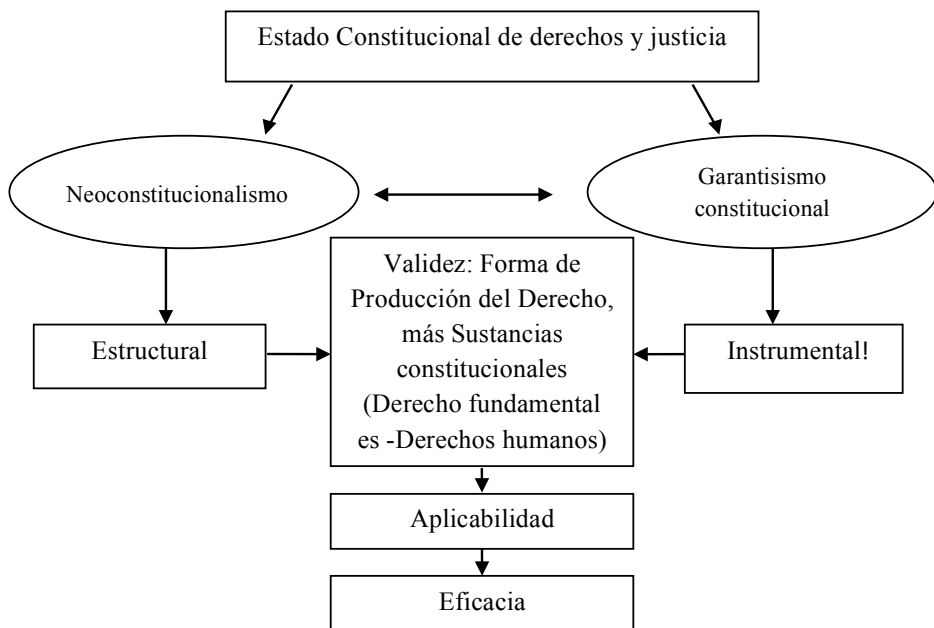 Estado Constitucional de derechos y justicia
Neoconstitucionalismo
Garantisismo
constitucional
Validez: Forma de
Producción del Derecho,
más Sustancias
constitucionales
(Derecho fundamental
es -Derechos humanos)
Estructural
Instrumental!
Aplicabilidad
Eficacia